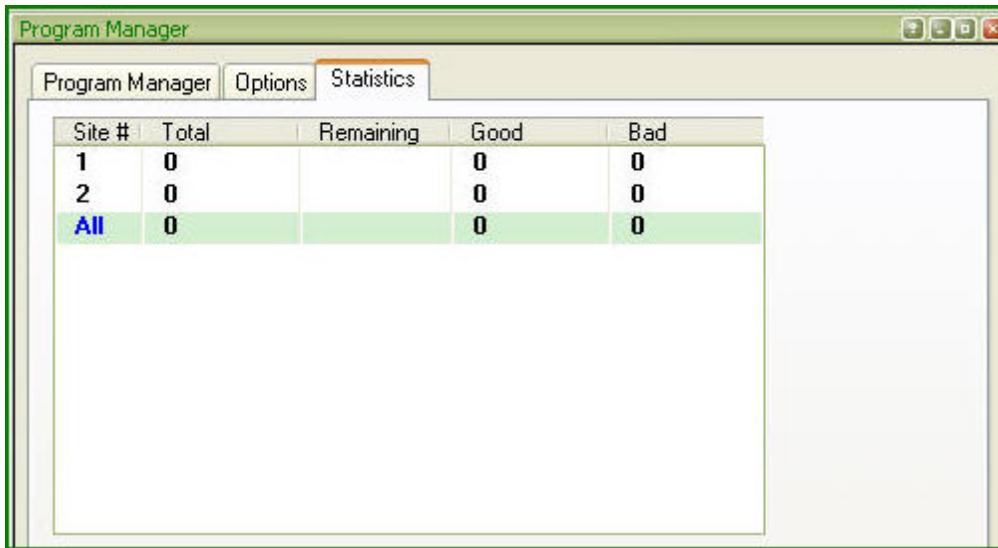 Program Manager
Program Manager Options Statistics
Site # Total Remaining Good Bad
1 0 0 0
2 0 0 0
All 0 0 0